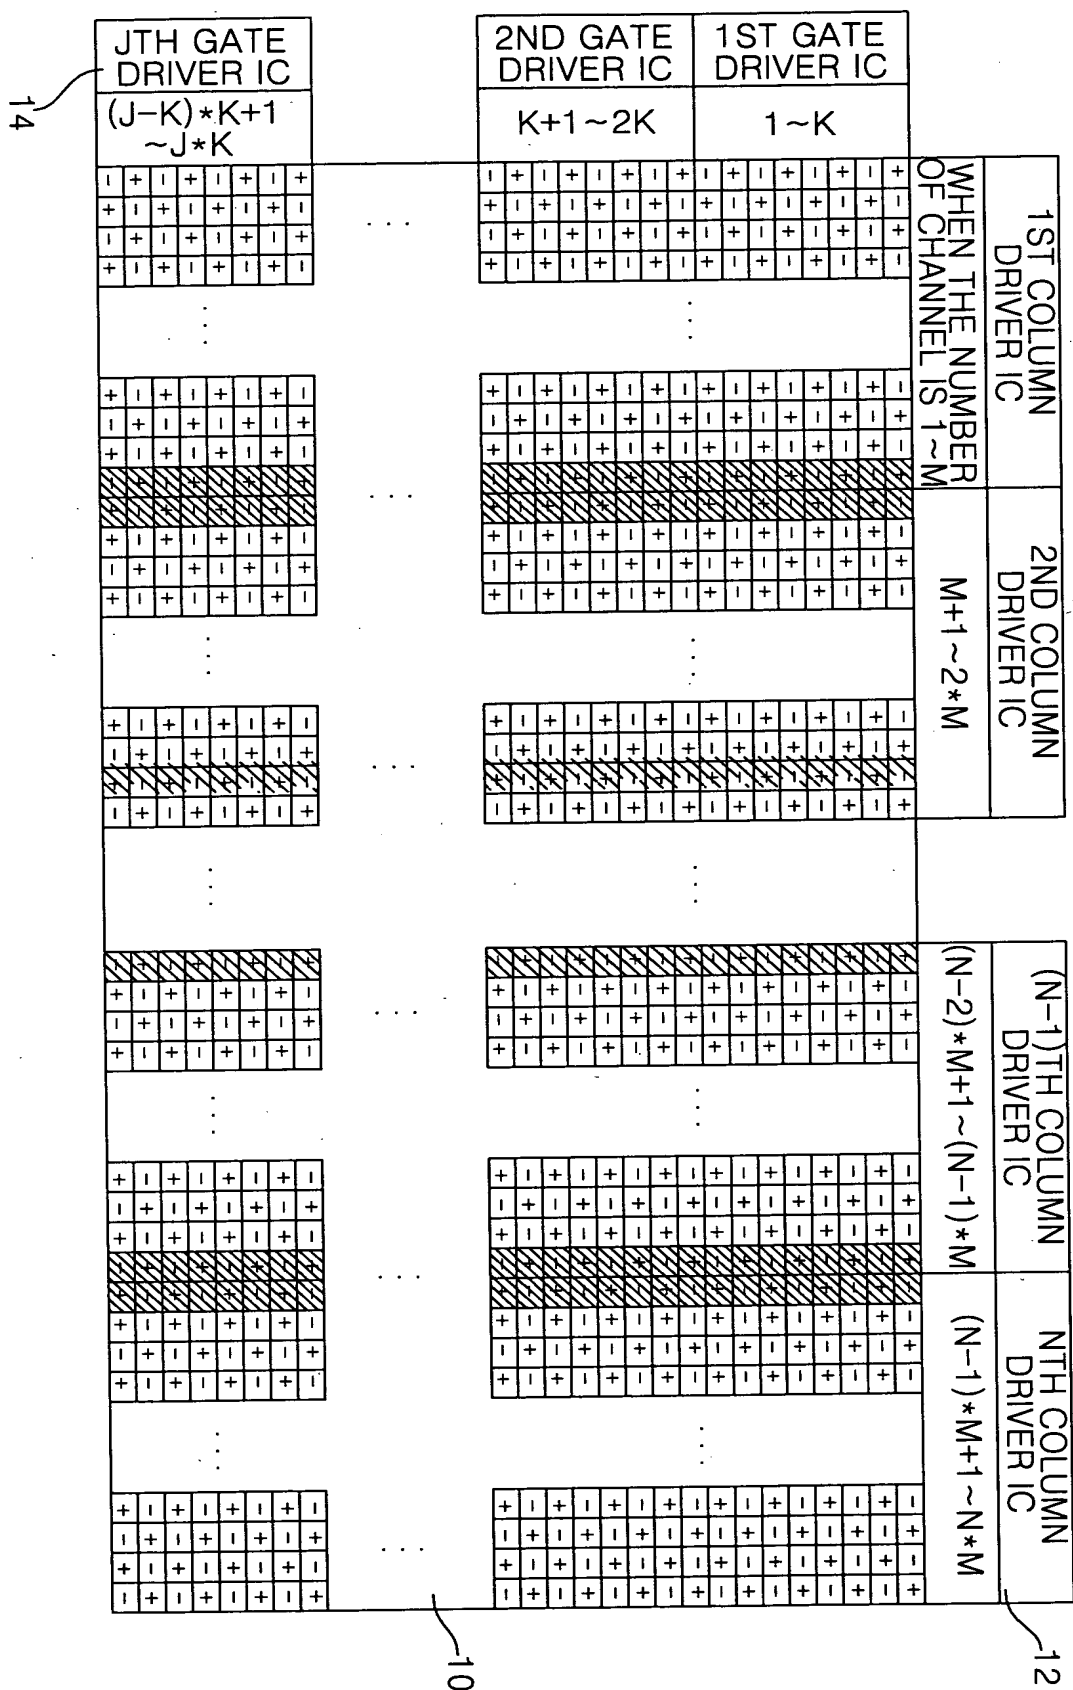 JTH GATE
DRIVER IC
(J-K)*K+1
~J*K
2ND GATE
DRIVER IC
K+1~2K
1ST GATE
DRIVER IC
1~K
14
1ST COLUMN
DRIVER IC
WHEN THE NUMBER
OF CHANNEL IS 1~M
2ND COLUMN
DRIVER IC
M+1~2*M
(N-1)TH COLUMN
DRIVER IC
(N-2)*M+1~(N-1)*M
NTH COLUMN
DRIVER IC
(N-1)*M+1~N*M
12
10